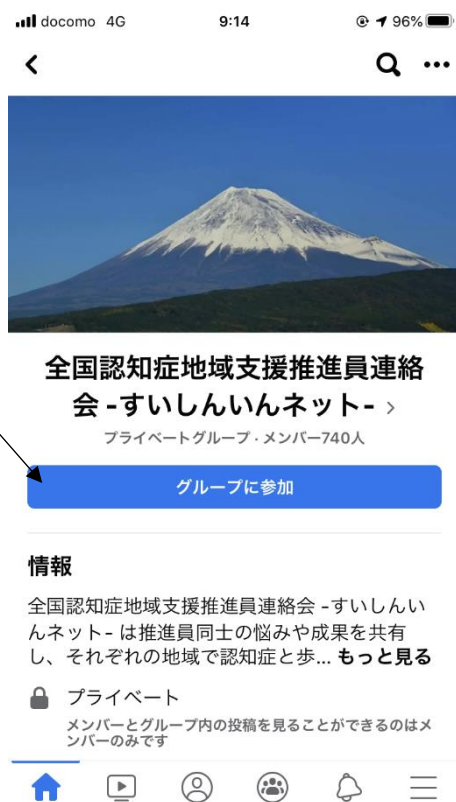 docomo 4G 9:14 96%
全国認知症地域支援推進員連絡
会 -すいしんいんネット- >
プライベートグループ · メンバー740人
グループに参加
情報
全国認知症地域支援推進員連絡会 -すいしんい
んネット- は推進員同士の悩みや成果を共有
し、それぞれの地域で認知症と歩... もっと見る
プライベート
メンバーとグループ内の投稿を見ることができるのはメ
ンバーのみです